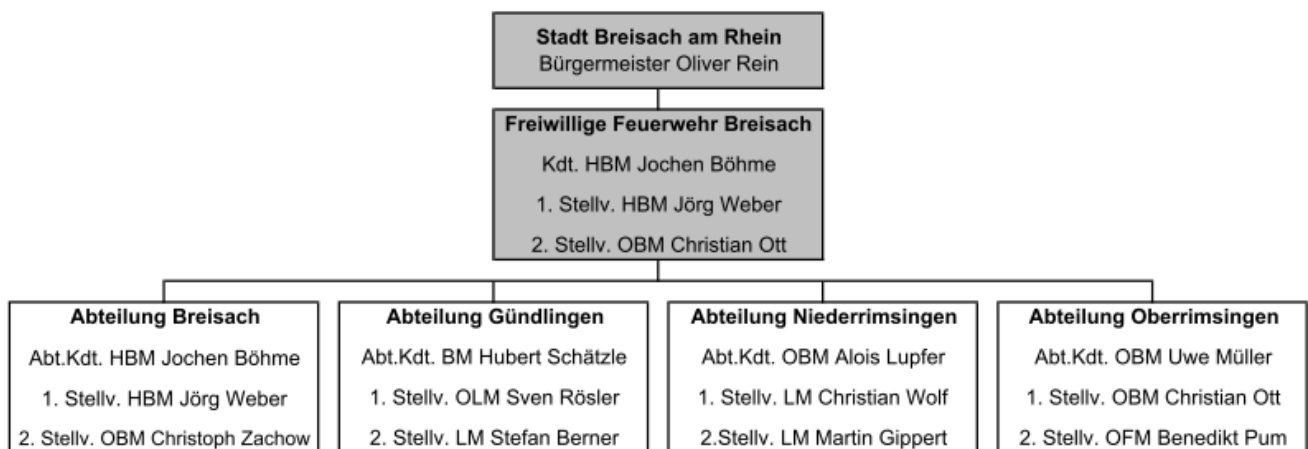 Stadt Breisach am Rhein
Bürgermeister Oliver Rein
Freiwillige Feuerwehr Breisach
Kdt. HBM Jochen Böhme
1. Stellv. HBM Jörg Weber
2. Stellv. OBM Christian Ott
Abteilung Breisach
Abt.Kdt. HBM Jochen Böhme
1. Stellv. HBM Jörg Weber
2. Stellv. OBM Christoph Zachow
Abteilung Gündlingen
Abt.Kdt. BM Hubert Schätzle
1. Stellv. OLM Sven Rösler
2. Stellv. LM Stefan Berner
Abteilung Niederrimsingen
Abt.Kdt. OBM Alois Lupfer
1. Stellv. LM Christian Wolf
2.Stellv. LM Martin Gippert
Abteilung Oberrimsingen
Abt.Kdt. OBM Uwe Müller
1. Stellv. OBM Christian Ott
2. Stellv. OFM Benedikt Pum